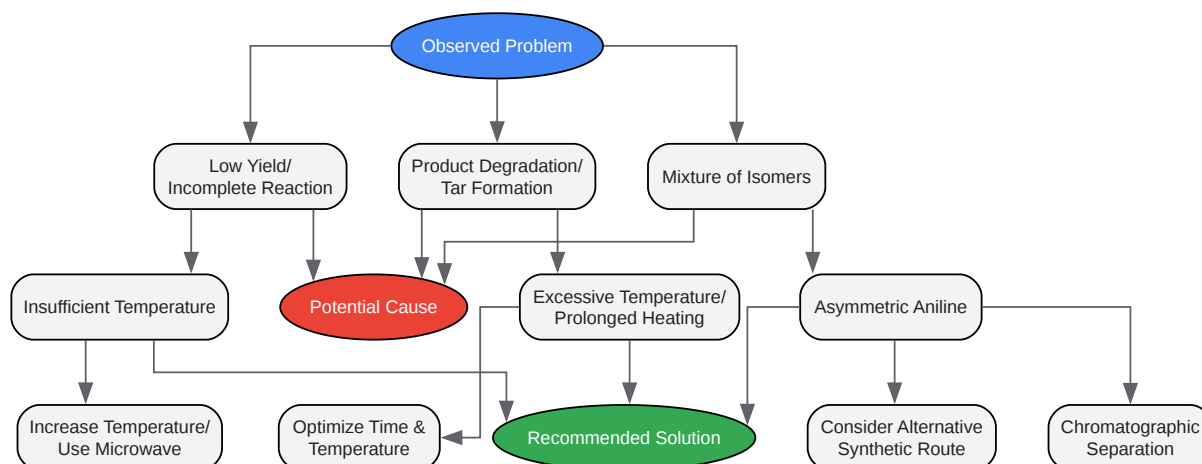 Observed Problem
Low Yield/
Incomplete Reaction
Product Degradation/
Tar Formation
Mixture of Isomers
Insufficient Temperature
Potential Cause
Excessive Temperature/
Prolonged Heating
Asymmetric Aniline
Increase Temperature/
Use Microwave
Optimize Time &
Temperature
Recommended Solution
Consider Alternative
Synthetic Route
Chromatographic
Separation